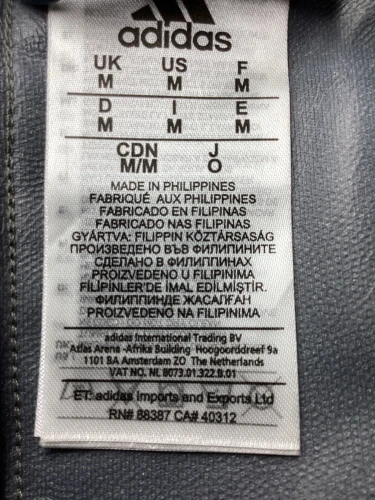 adidas
UK US F
M M M
D I E
M M M
CDN J
M/M O
MADE IN PHILIPPINES
FABRIQUÉ AUX PHILIPPINES
FABRICADO EN FILIPINAS
FABRICADO NAS FILIPINAS
GYÁRTVA: FILIPPIN KÖZTÁRSASÁG
ПРОИЗВЕДЕНО ВЪВ ФИЛИПИНИТЕ
СДЕЛАНО В ФИЛИППИНАХ
PROIZVEDENO U FILIPINIMA
FİLİPİNLER'DE IMAL EDİLMİŞTİR.
ФИЛИППИНДЕ ЖАСАЛҒАН
PROIZVEDENO NA FILIPINIMA
adidas International Trading BV
Atlas Arena -Afrika Building Hoogoorddreef 9a
1101 BA Amsterdam ZO The Netherlands
VAT NO. NL 8073.01.322.B.01
ET: adidas Imports and Exports Ltd
RN# 88387 CA# 40312